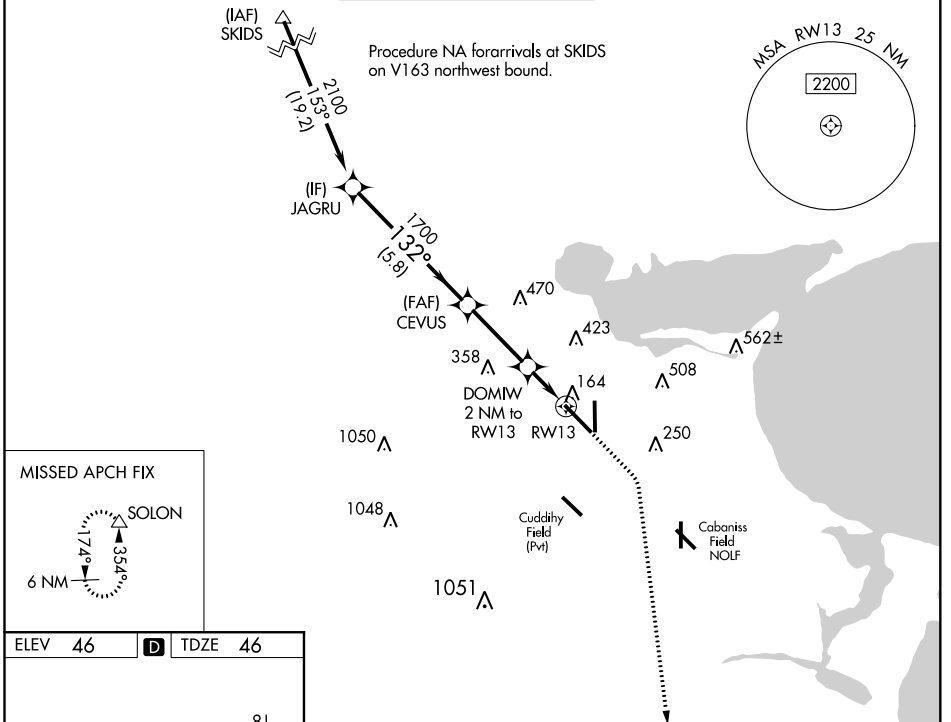 (IAF)
SKIDS
Procedure NA forarrivals at SKIDS
on V163 northwest bound.
MSA RW13 25 NM
2200
2100
153°
(19.2)
(IF)
JAGRU
1700
132°
(5.8)
(FAF)
CEVUS
470
423
562±
358
508
164
DOMIW
2 NM to
RW13
RW13
250
1050
1048
1051
Cuddihy
Field
(Pvt)
Cabaniss
Field
NOLF
MISSED APCH FIX
SOLON
174°
354°
6 NM
ELEV 46 D TDZE 46